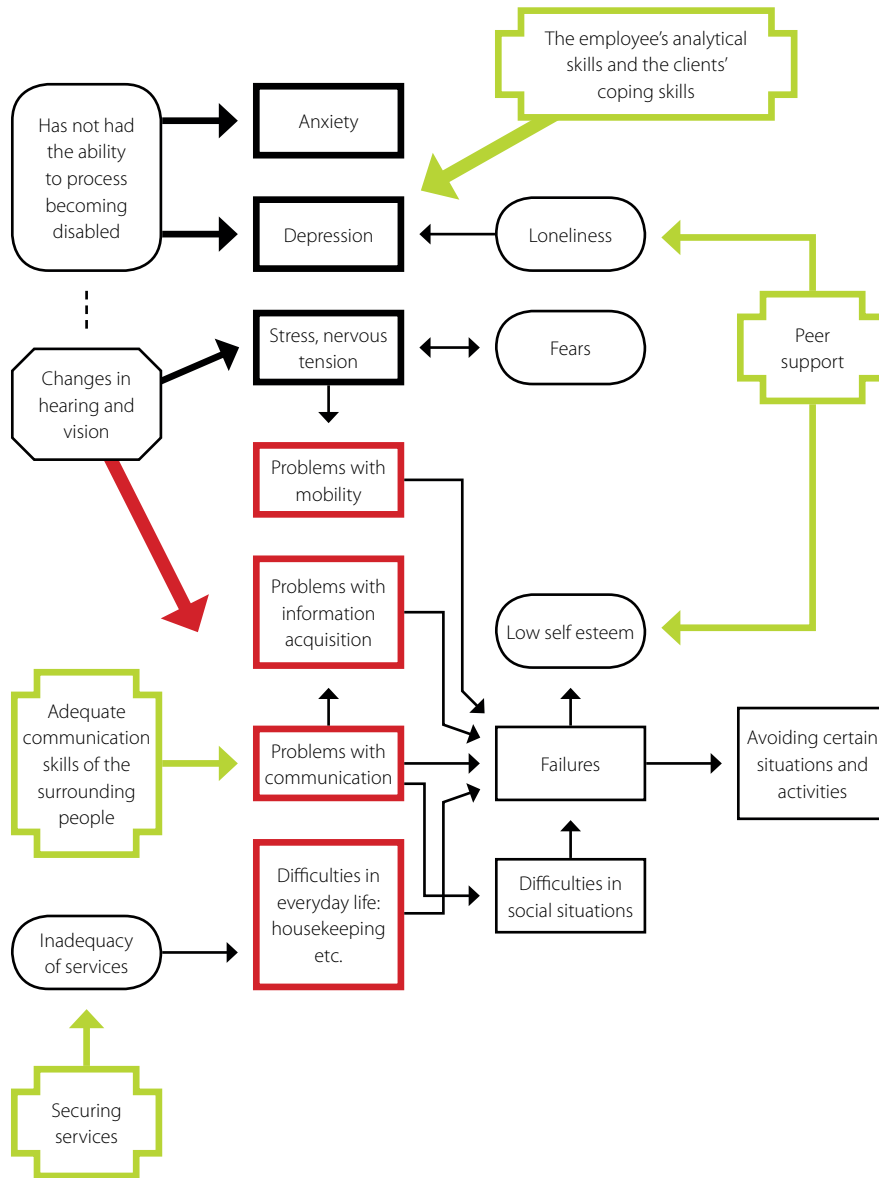 The employee’s analytical
skills and the clients’
coping skills
Has not had
the ability
to process
becoming
disabled
Anxiety
Depression
Loneliness
Stress, nervous
tension
Fears
Peer
support
Changes in
hearing and
vision
Problems with
mobility
Problems with
information
acquisition
Low self esteem
Adequate
communication
skills of the
surrounding
people
Problems with
communication
Failures
Avoiding certain
situations and
activities
Difficulties in
everyday life:
housekeeping
etc.
Difficulties in
social situations
Inadequacy
of services
Securing
services